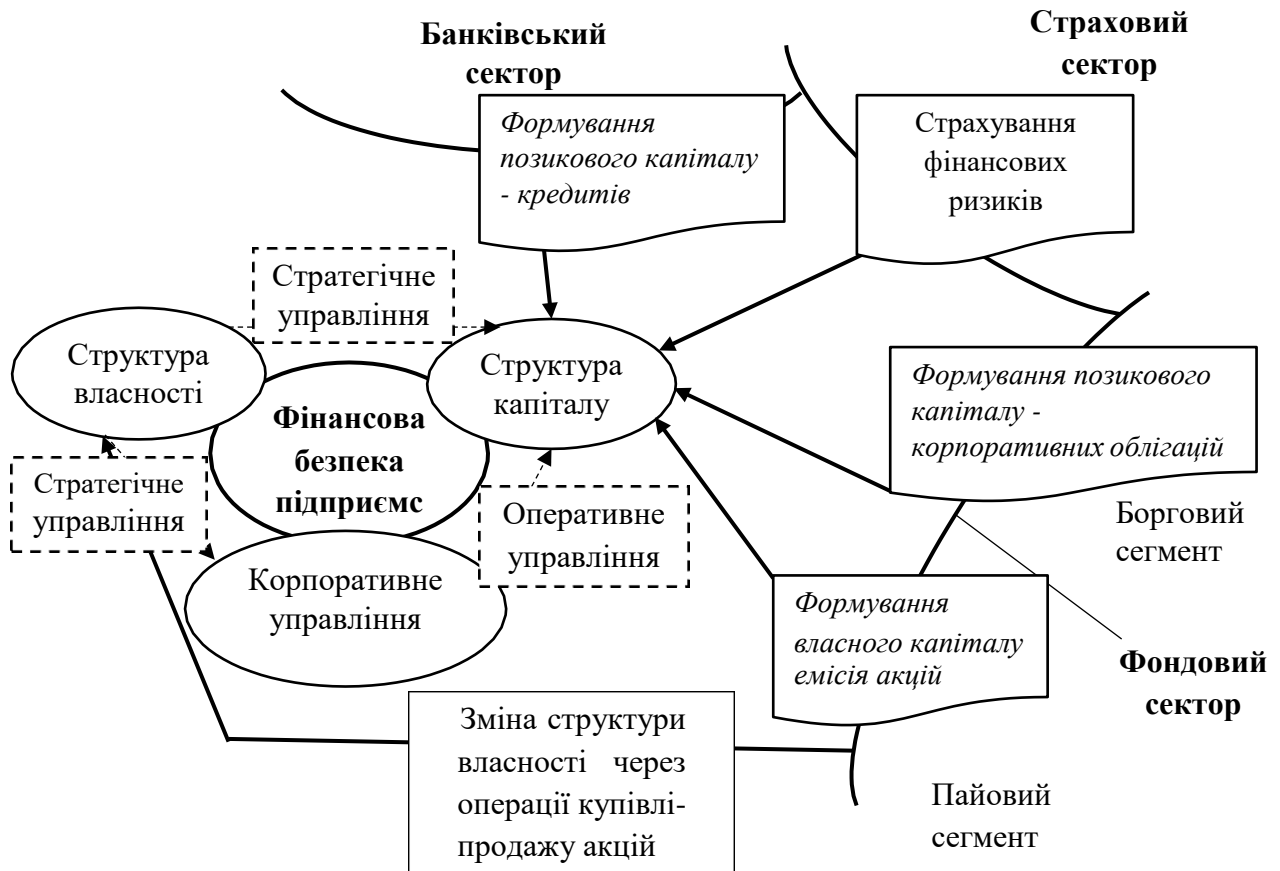 Банківський
сектор
Страховий
сектор
Формування
позикового капіталу
- кредитів
Страхування
фінансових
ризиків
Стратегічне
управління
Структура
власності
Структура
капіталу
Формування позикового
капіталу -
корпоративних облігацій
Фінансова
безпека
підприємс
Стратегічне
управління
Оперативне
управління
Борговий
сегмент
Корпоративне
управління
Формування
власного капіталу
емісія акцій
Фондовий
сектор
Зміна структури
власності через
операції купівлі-
продажу акцій
Пайовий
сегмент